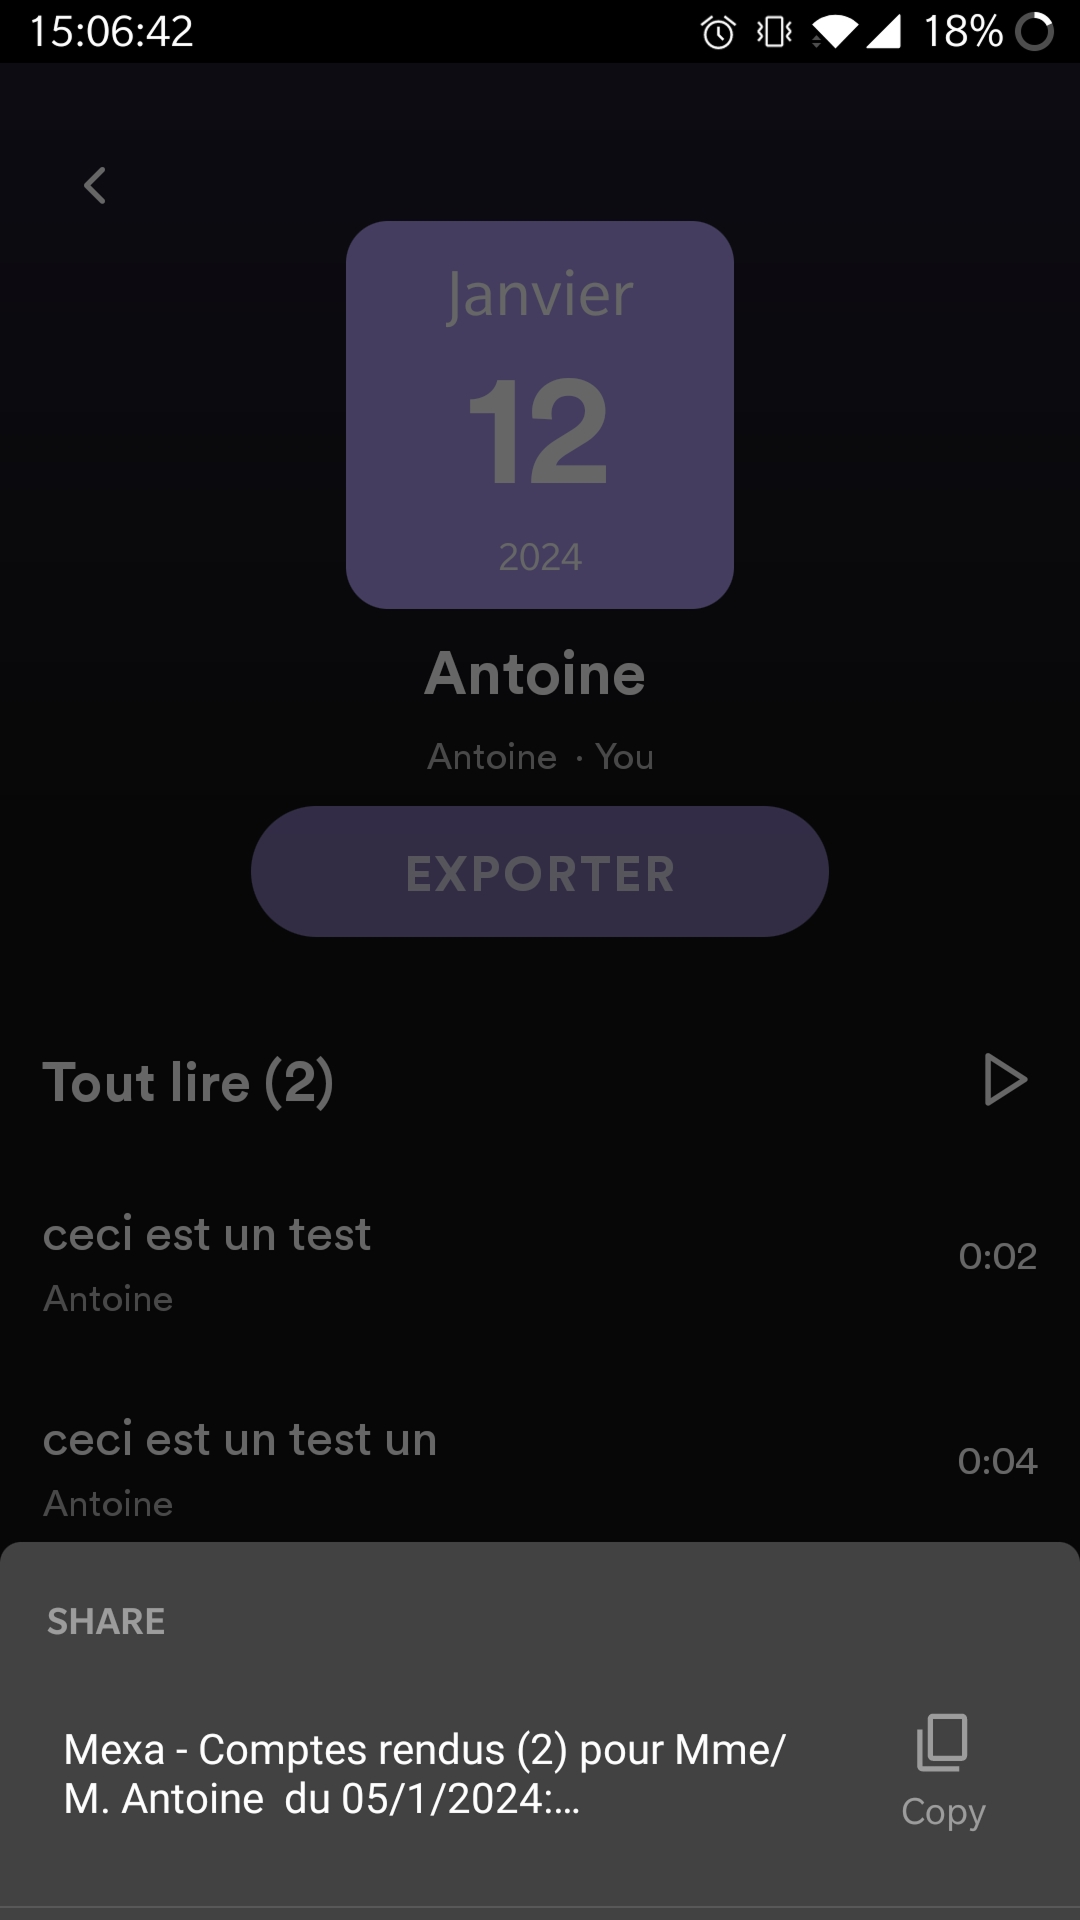 15:06:42 18%
Janvier
12
2024
Antoine
Antoine · You
EXPORTER
Tout lire (2)
ceci est un test
0:02
Antoine
ceci est un test un
0:04
Antoine
SHARE
Mexa - Comptes rendus (2) pour Mme/
M. Antoine  du 05/1/2024:...
Copy